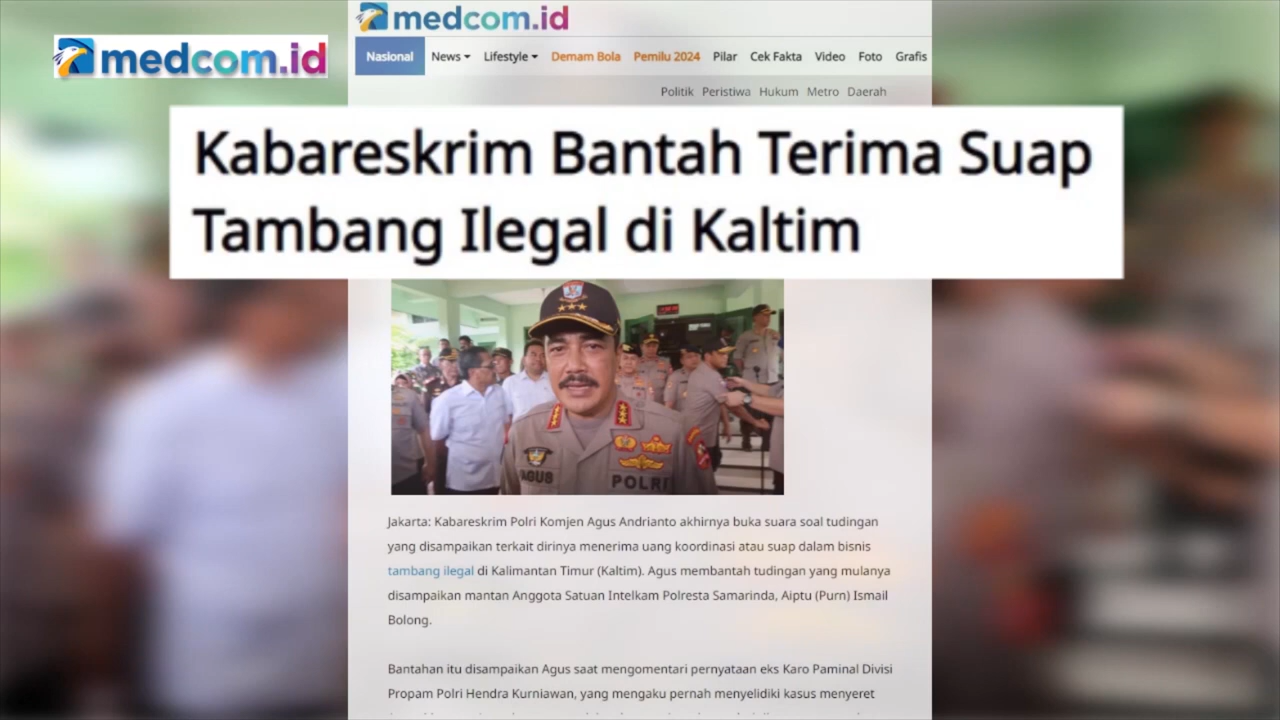 medcom.id
medcom.id
Nasional News Lifestyle Demam Bola Pemilu 2024 Pilar Cek Fakta Video Foto Grafis
Politik Peristiwa Hukum Metro Daerah
Kabareskrim Bantah Terima Suap
Tambang Ilegal di Kaltim
AGUS POLRI
Jakarta: Kabareskrim Polri Komjen Agus Andrianto akhirnya buka suara soal tudingan
yang disampaikan terkait dirinya menerima uang koordinasi atau suap dalam bisnis
tambang ilegal di Kalimantan Timur (Kaltim). Agus membantah tudingan yang mulanya
disampaikan mantan Anggota Satuan Intelkam Polresta Samarinda, Aiptu (Purn) Ismail
Bolong.
Bantahan itu disampaikan Agus saat mengomentari pernyataan eks Karo Paminal Divisi
Propam Polri Hendra Kurniawan, yang mengaku pernah menyelidiki kasus menyeret